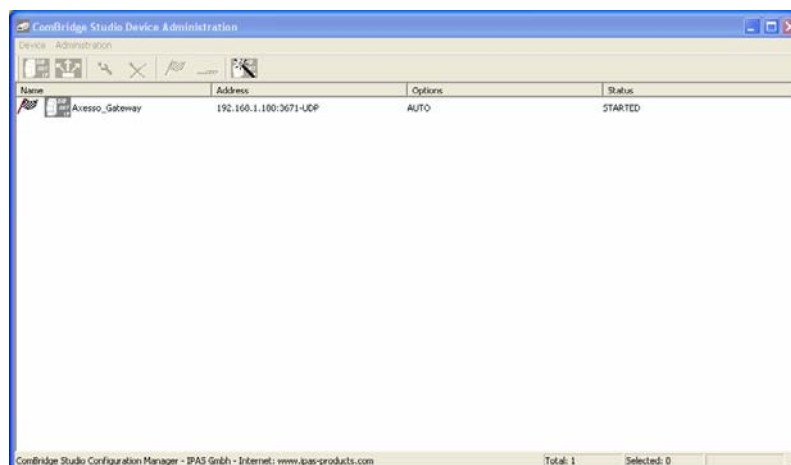 ComBridge Studio Device Administration
Device Administration
Name Address Options Status
Axesso_Gateway 192.168.1.180:3671-UDP AUTO STARTED
ComBridge Studio Configuration Manager - IPAS Gmbh - Internet: www.ipas-products.com Total: 1 Selected: 0